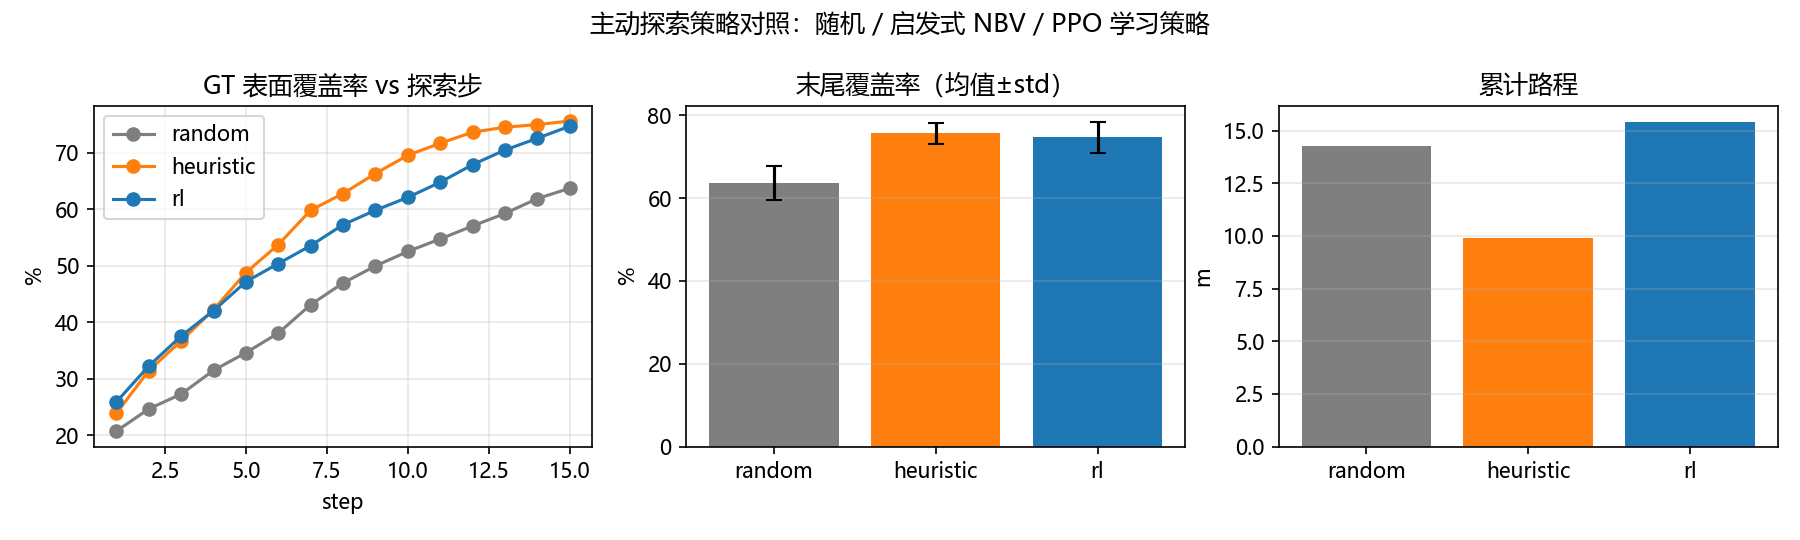 主动探索策略对照：随机 / 启发式 NBV / PPO 学习策略
GT 表面覆盖率 vs 探索步
random
heuristic
rl
%
70
60
50
40
30
20
2.5 5.0 7.5 10.0 12.5 15.0
step
末尾覆盖率（均值±std）
%
80
60
40
20
0
random heuristic rl
累计路程
m
15.0
12.5
10.0
7.5
5.0
2.5
0.0
random heuristic rl